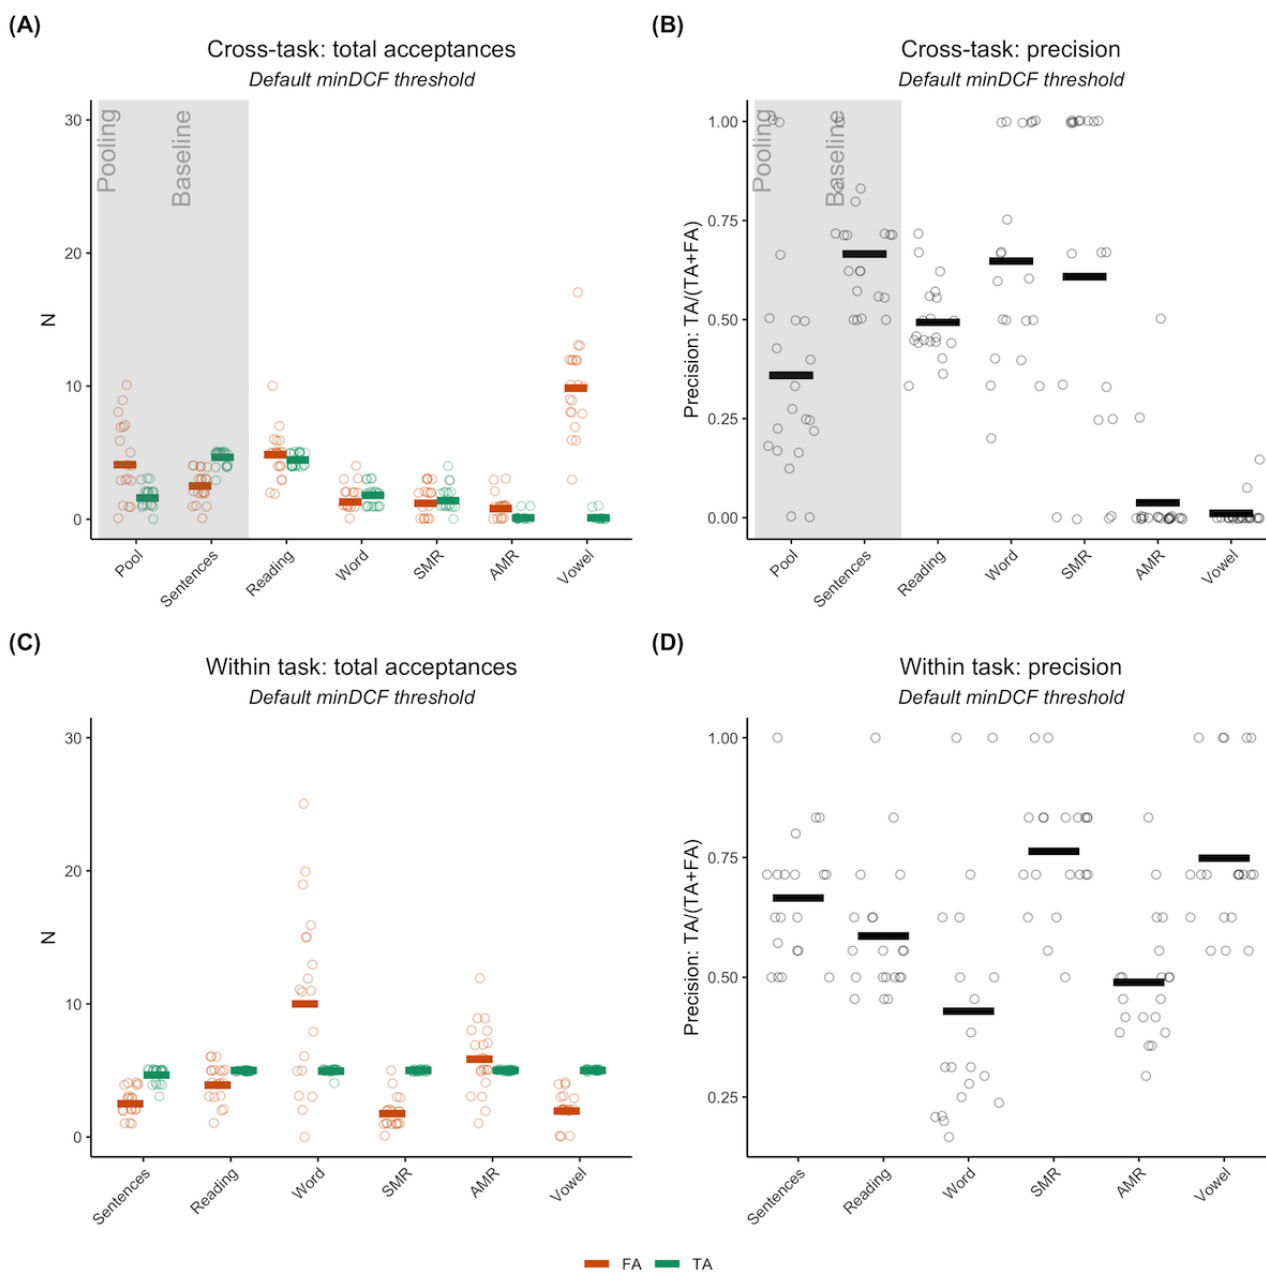 (A)
Cross-task: total acceptances
Default minDCF threshold
Pooling
Baseline
30
20
10
0
N
Pool
Sentences
Reading
Word
SMR
AMR
Vowel
(B)
Cross-task: precision
Default minDCF threshold
Pooling
Baseline
1.00
0.75
0.50
0.25
0.00
Precision: TA/(TA+FA)
Pool
Sentences
Reading
Word
SMR
AMR
Vowel
(C)
Within task: total acceptances
Default minDCF threshold
30
20
10
0
N
Sentences
Reading
Word
SMR
AMR
Vowel
(D)
Within task: precision
Default minDCF threshold
1.00
0.75
0.50
0.25
Precision: TA/(TA+FA)
Sentences
Reading
Word
SMR
AMR
Vowel
FA TA